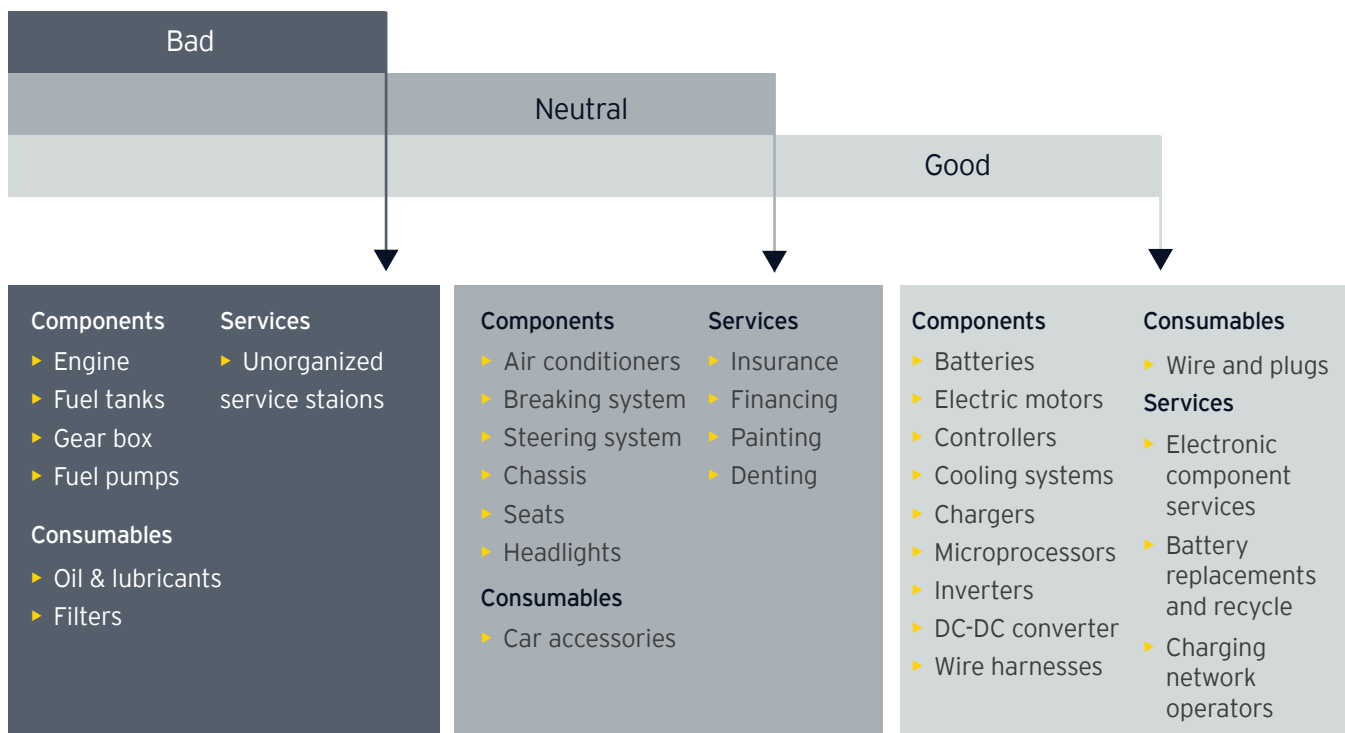 Bad
Neutral
Good
Components
Engine
Fuel tanks
Gear box
Fuel pumps
Consumables
Oil & lubricants
Filters
Services
Unorganized
service staions
Components
Air conditioners
Breaking system
Steering system
Chassis
Seats
Headlights
Consumables
Car accessories
Services
Insurance
Financing
Painting
Denting
Components
Batteries
Electric motors
Controllers
Cooling systems
Chargers
Microprocessors
Inverters
DC-DC converter
Wire harnesses
Consumables
Wire and plugs
Services
Electronic
component
services
Battery
replacements
and recycle
Charging
network
operators